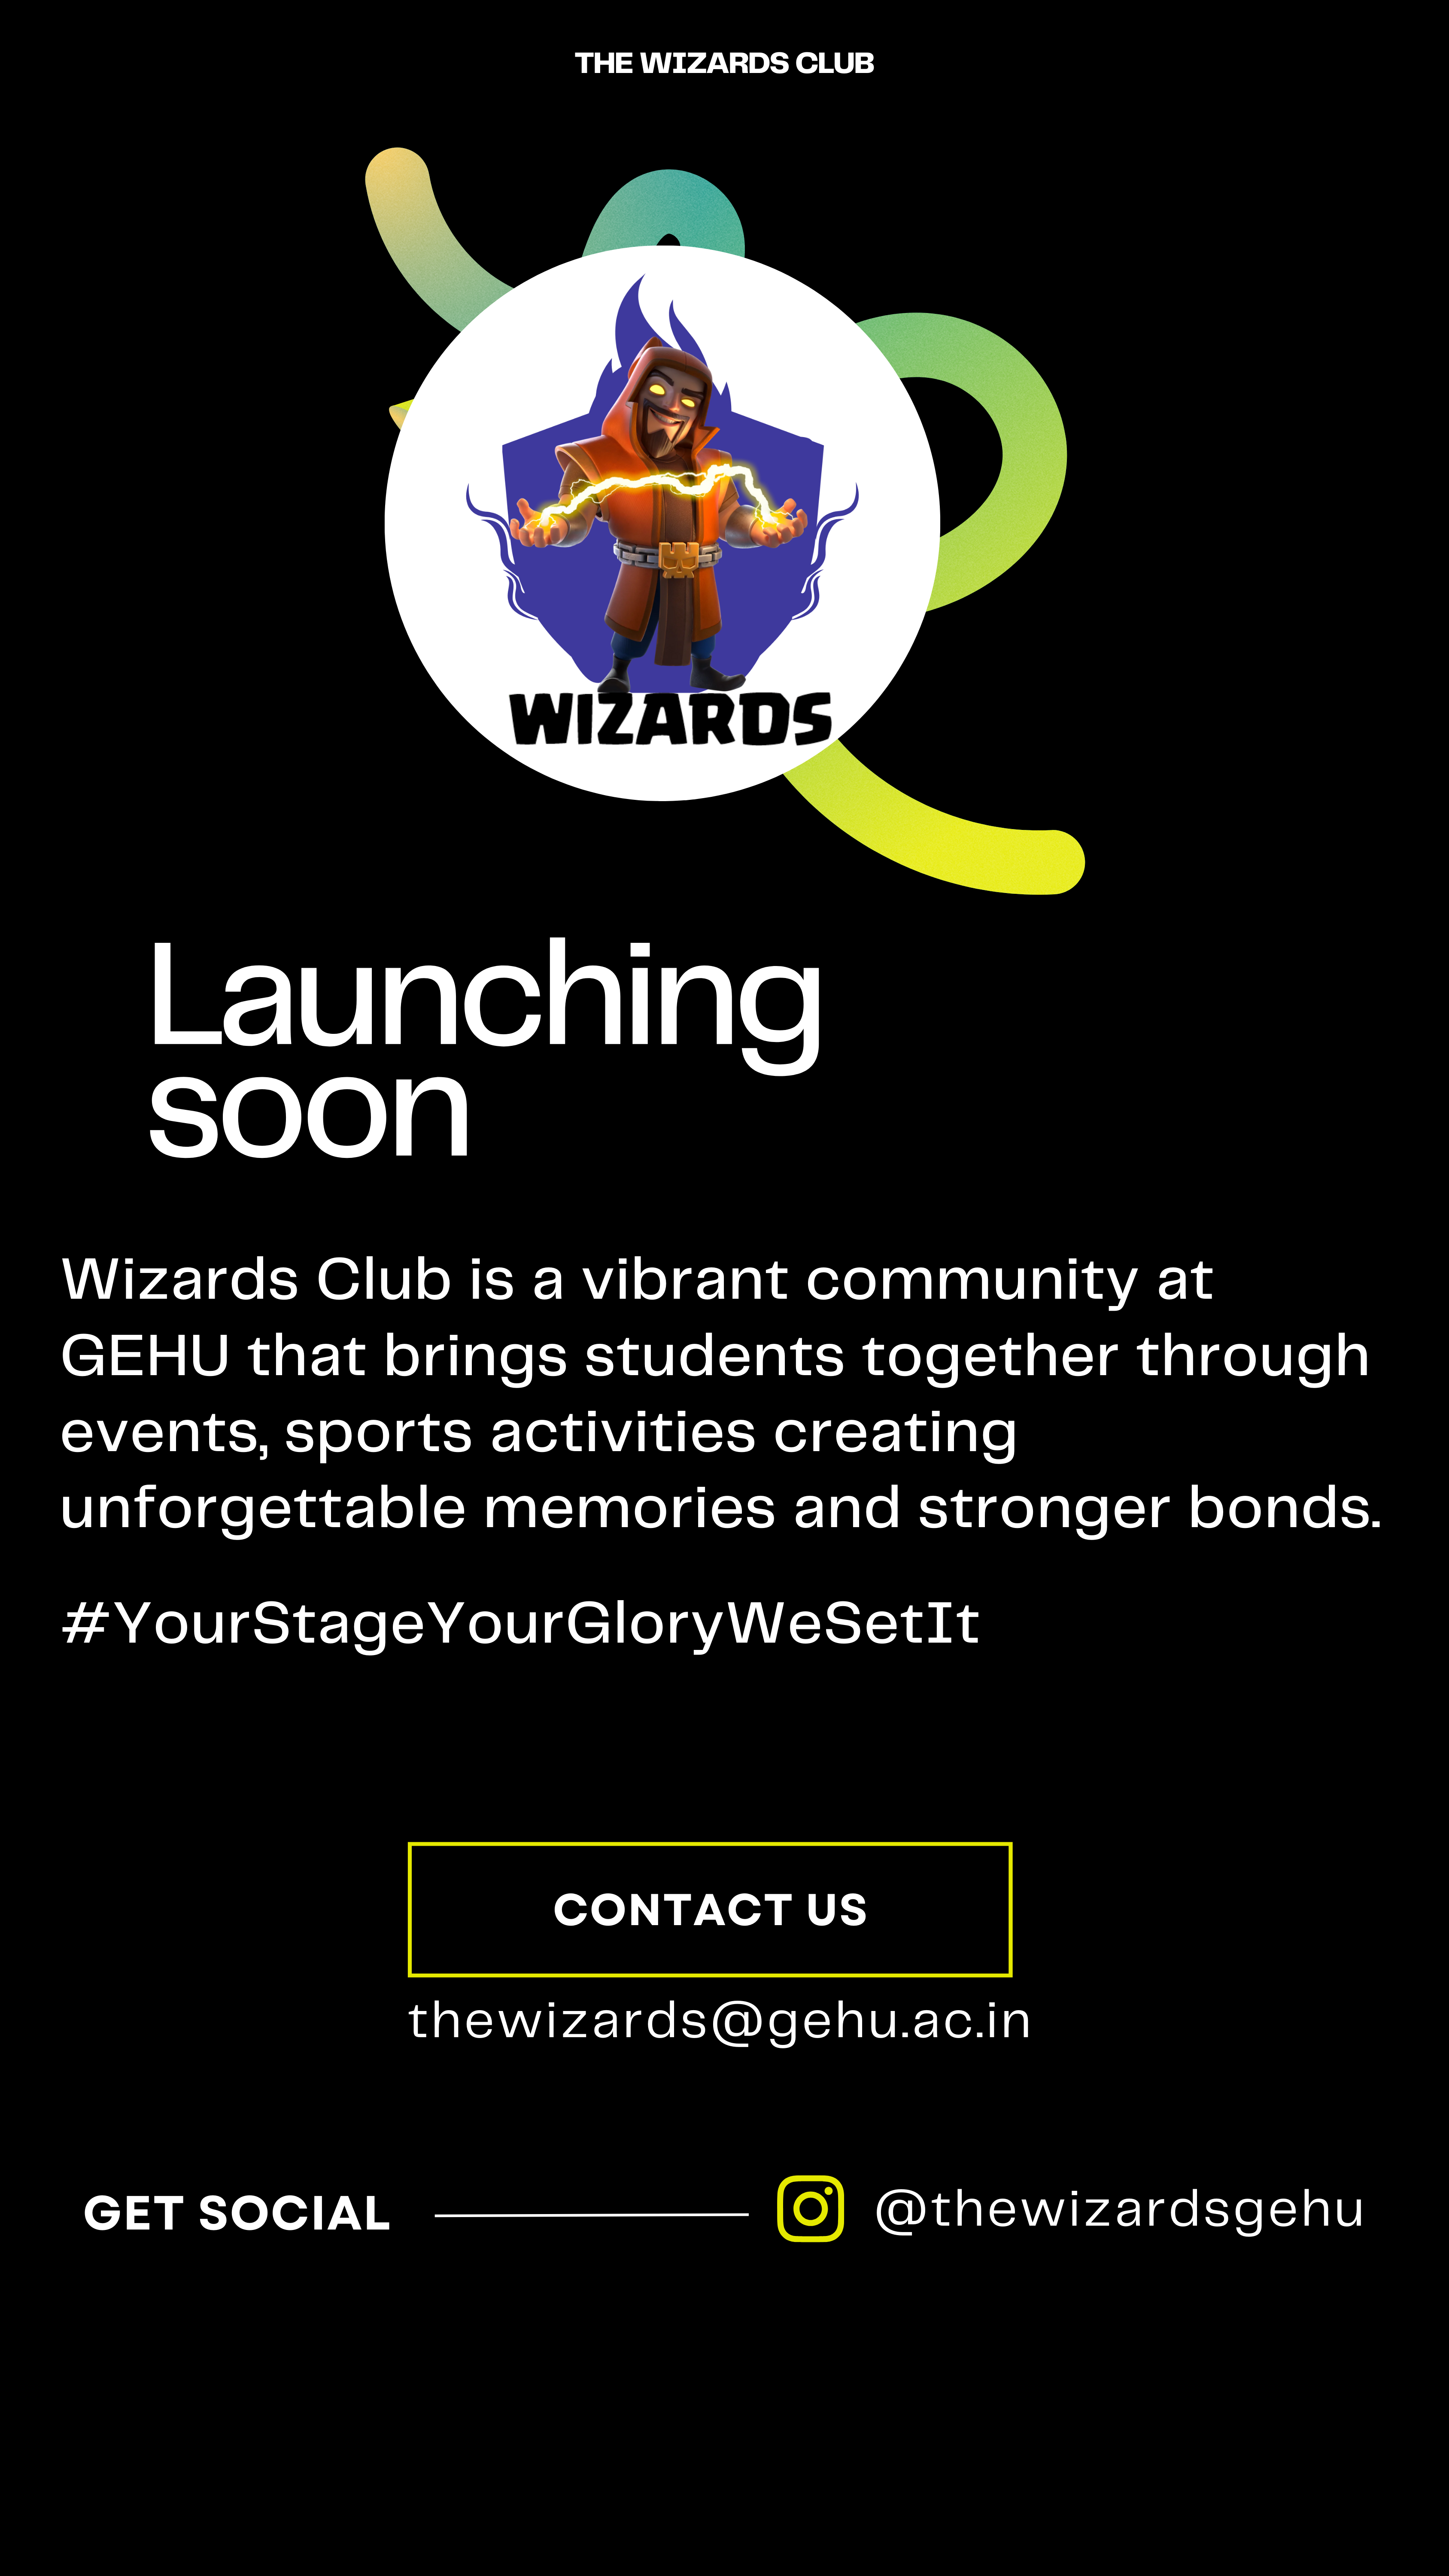 THE WIZARDS CLUB
WIZARDS
Launching
soon
Wizards Club is a vibrant community at
GEHU that brings students together through
events, sports activities creating
unforgettable memories and stronger bonds.
#YourStageYourGloryWeSetIt
CONTACT US
thewizards@gehu.ac.in
GET SOCIAL
@thewizardsgehu